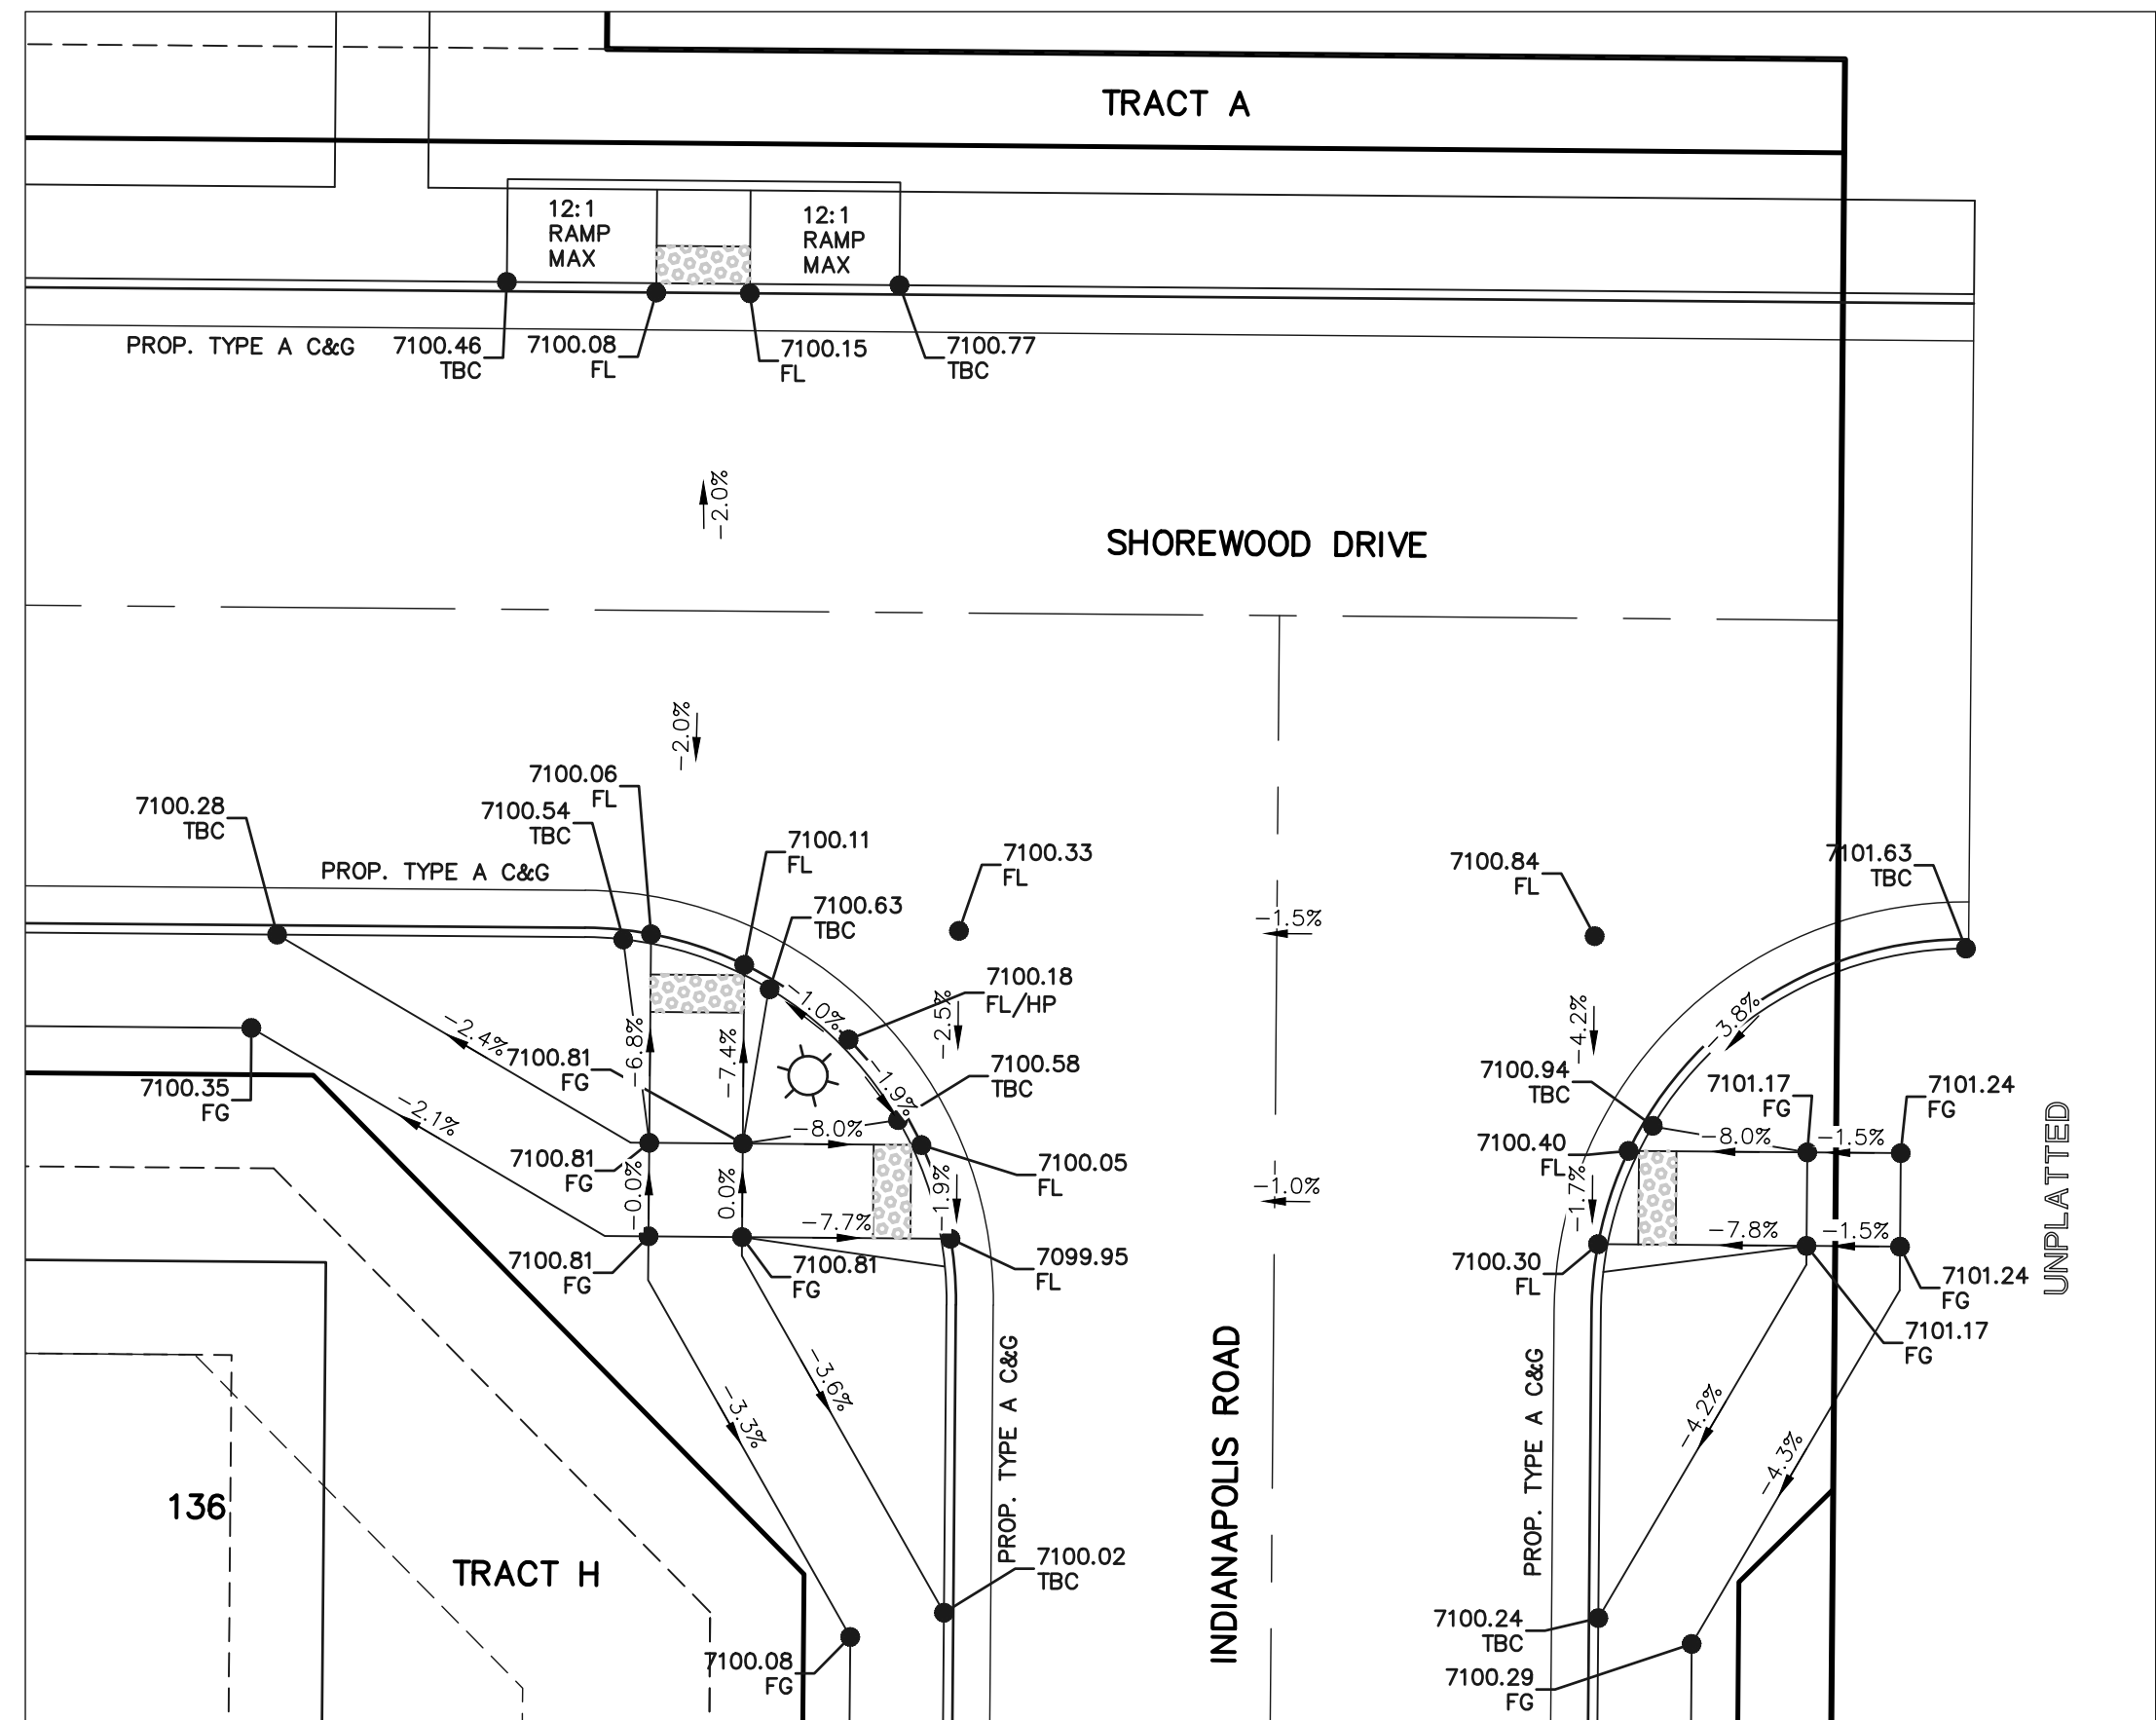 TRACT A
12:1
RAMP
MAX
12:1
RAMP
MAX
PROP. TYPE A C&G
7100.46
TBC
7100.08
FL
7100.15
FL
7100.77
TBC
-2.0%
SHOREWOOD DRIVE
-2.0%
7100.06
FL
7100.28
TBC
7100.54
TBC
7100.11
FL
7100.33
FL
7100.84
FL
7101.63
TBC
PROP. TYPE A C&G
7100.63
TBC
-1.5%
7100.18
FL/HP
-1.0%
-2.5%
-4.2%
-3.8%
-2.4%
7100.81
FG
-6.8%
-7.4%
7100.58
TBC
-1.9%
7100.94
TBC
7101.17
FG
7101.24
FG
7100.35
FG
-2.1%
-8.0%
-8.0%
-1.5%
7100.40
FL
UNPLATTED
7100.81
FG
-0.0%
0.0%
7100.05
FL
-1.9%
-1.0%
-1.7%
-7.7%
-7.8%
-1.5%
7100.81
FG
7100.81
FG
7099.95
FL
7100.30
FL
7101.24
FG
7101.17
FG
-3.6%
-3.3%
PROP. TYPE A C&G
INDIANAPOLIS ROAD
PROP. TYPE A C&G
-4.2%
-4.3%
136
TRACT H
7100.02
TBC
7100.08
FG
7100.24
TBC
7100.29
FG